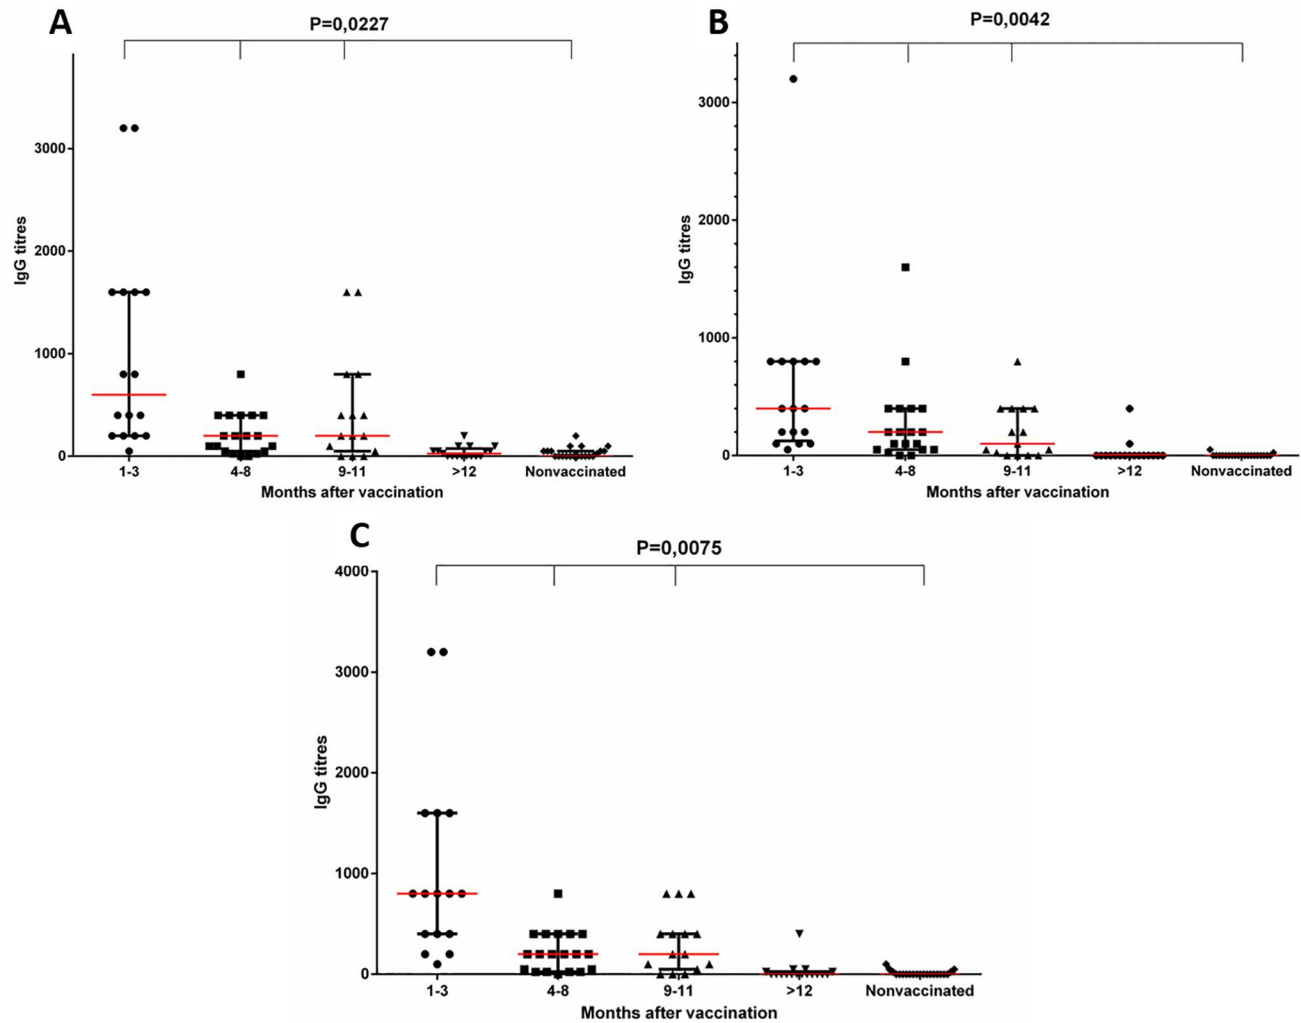 A
P=0,0227
IgG titres
3000
2000
1000
0
1-3 4-8 9-11 >12 Nonvaccinated
Months after vaccination
B
P=0,0042
IgG titres
3000
2000
1000
0
1-3 4-8 9-11 >12 Nonvaccinated
Months after vaccination
C
P=0,0075
IgG titres
4000
3000
2000
1000
0
1-3 4-8 9-11 >12 Nonvaccinated
Months after vaccination